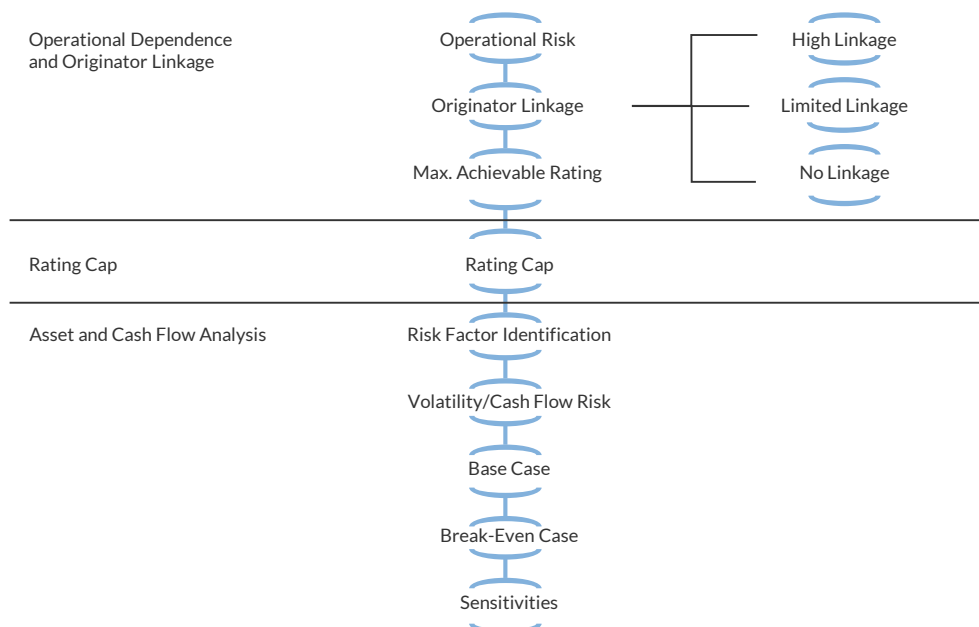 Operational Dependence
and Originator Linkage
Operational Risk
High Linkage
Originator Linkage
Limited Linkage
Max. Achievable Rating
No Linkage
Rating Cap
Rating Cap
Asset and Cash Flow Analysis
Risk Factor Identification
Volatility/Cash Flow Risk
Base Case
Break-Even Case
Sensitivities